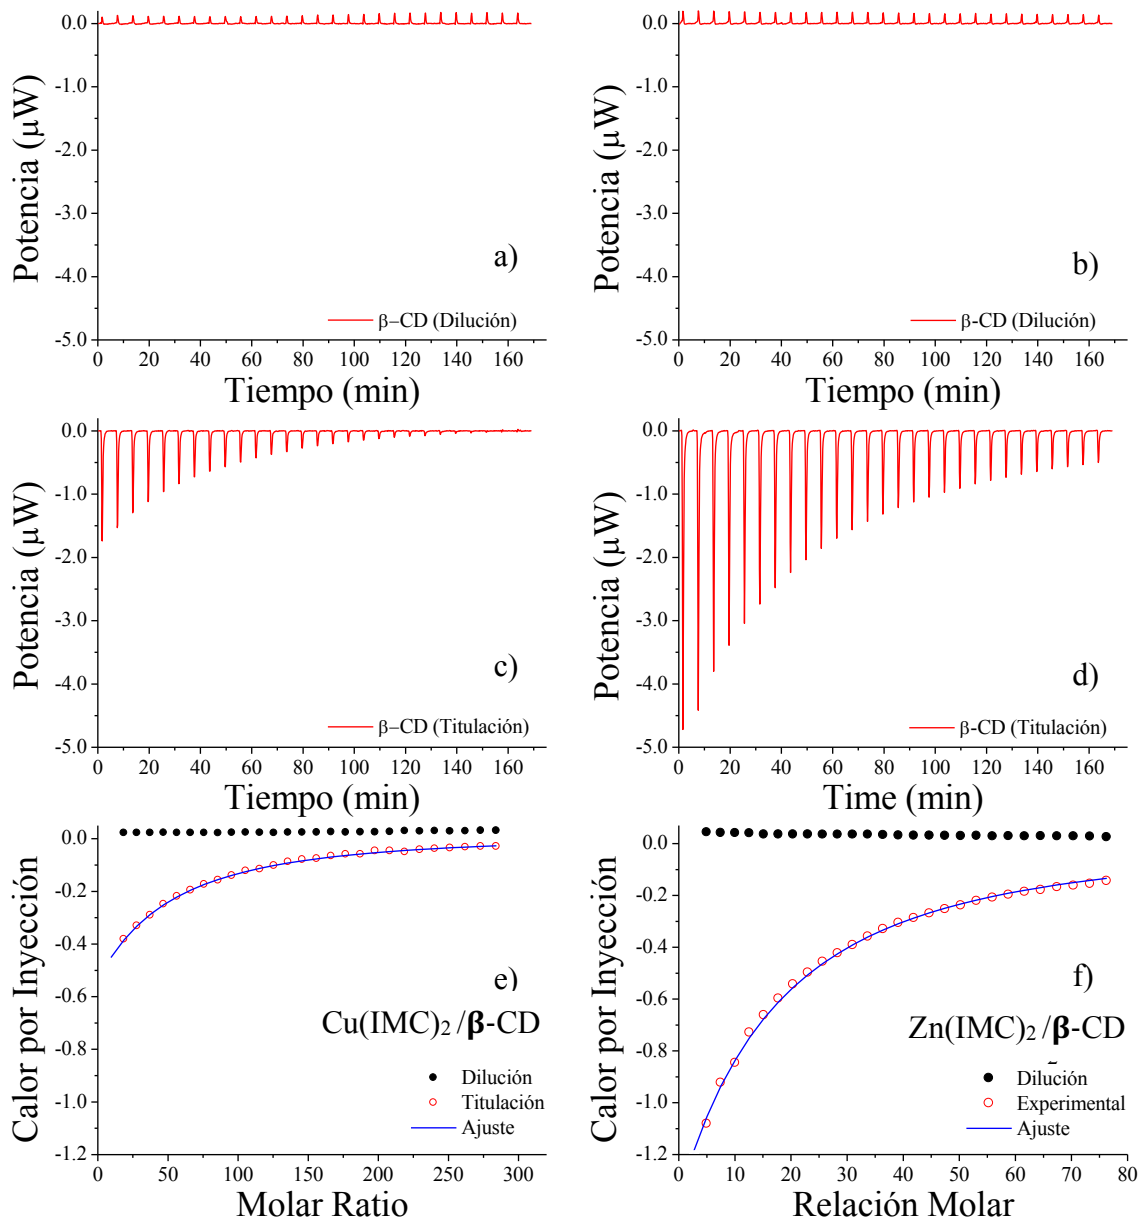 0.0
-1.0
-2.0
-3.0
-4.0
-5.0
Potencia (μW)
a)
β–CD (Dilución)
0 20 40 60 80 100 120 140 160
Tiempo (min)
0.0
-1.0
-2.0
-3.0
-4.0
-5.0
Potencia (μW)
b)
β-CD (Dilución)
0 20 40 60 80 100 120 140 160
Tiempo (min)
0.0
-1.0
-2.0
-3.0
-4.0
-5.0
Potencia (μW)
c)
β–CD (Titulación)
0 20 40 60 80 100 120 140 160
Tiempo (min)
0.0
-1.0
-2.0
-3.0
-4.0
-5.0
Potencia (μW)
d)
β-CD (Titulación)
0 20 40 60 80 100 120 140 160
Time (min)
0.0
-0.2
-0.4
-0.6
-0.8
-1.0
-1.2
Calor por Inyección
e)
Cu(IMC)2 /β-CD
Dilución
Titulación
Ajuste
0 50 100 150 200 250 300
Molar Ratio
0.0
-0.2
-0.4
-0.6
-0.8
-1.0
-1.2
Calor por Inyección
f)
Zn(IMC)2 /β-CD
Dilución
Experimental
Ajuste
0 10 20 30 40 50 60 70 80
Relación Molar